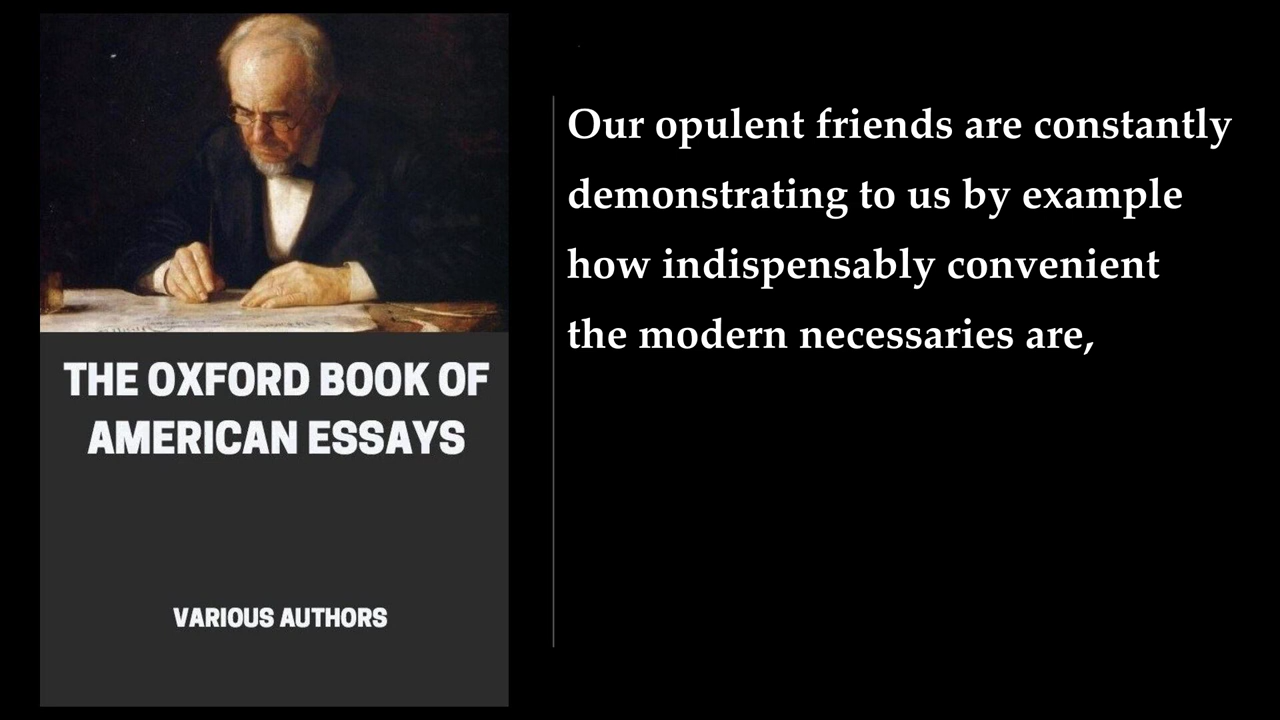 THE OXFORD BOOK OF
AMERICAN ESSAYS
VARIOUS AUTHORS
Our opulent friends are constantly
demonstrating to us by example
how indispensably convenient
the modern necessaries are,